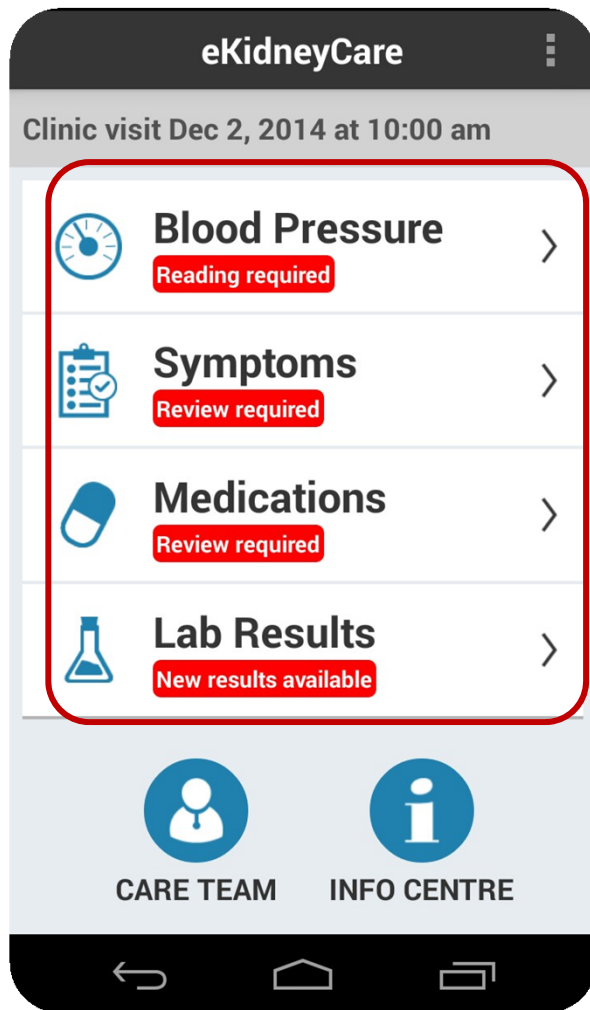 eKidneyCare
Clinic visit Dec 2, 2014 at 10:00 am
Blood Pressure
Reading required
Symptoms
Review required
Medications
Review required
Lab Results
New results available
CARE TEAM
INFO CENTRE